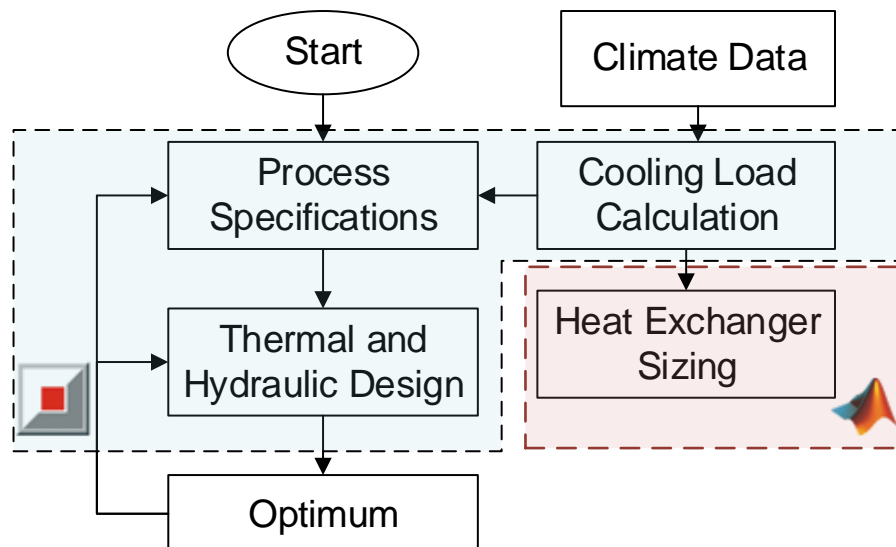 Start
Climate Data
Process
Specifications
Cooling Load
Calculation
Thermal and
Hydraulic Design
Heat Exchanger
Sizing
Optimum